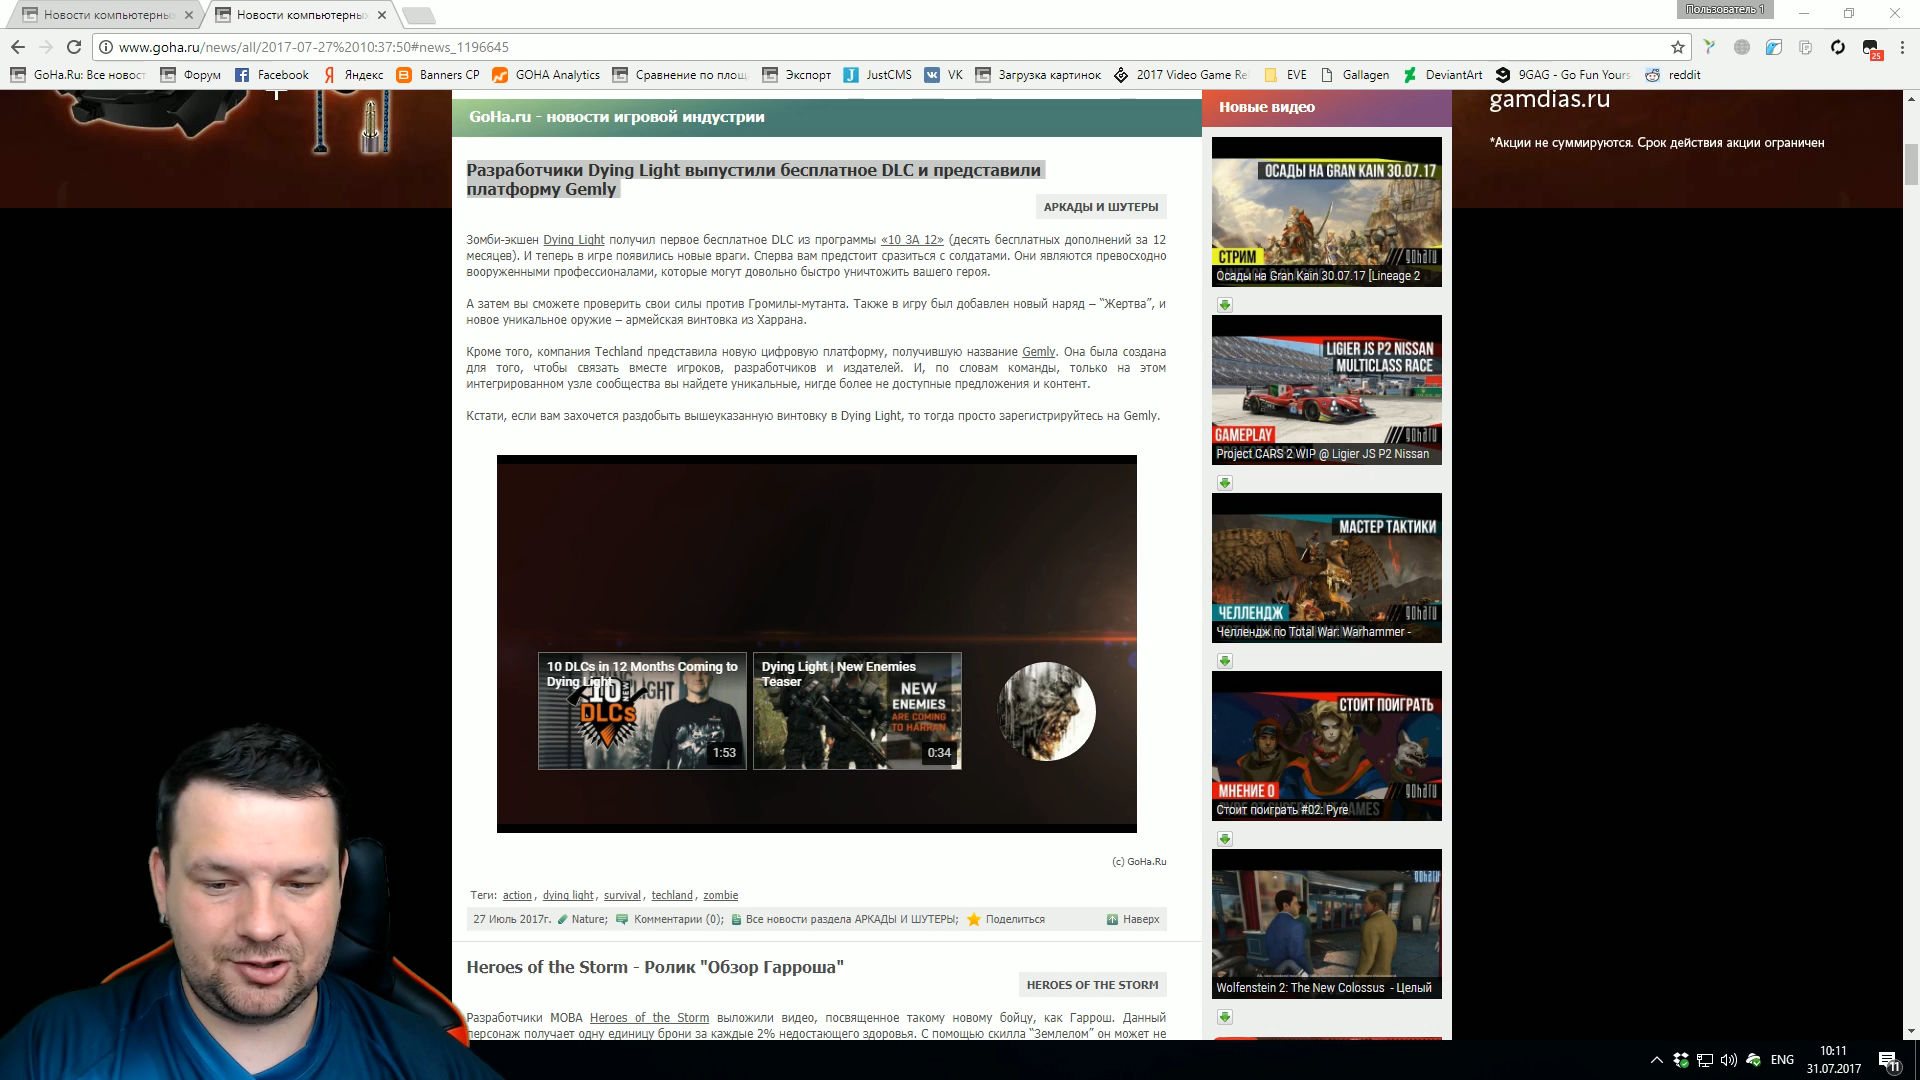 Новости компьютерных
Новости компьютерных
Пользователь 1
www.goha.ru/news/all/2017-07-27%2010:37:50#news_1196645
25
GoHa.Ru: Все новост
Форум
Facebook
Яндекс
Banners CP
GOHA Analytics
Сравнение по площ
Экспорт
JustCMS
VK
Загрузка картинок
2017 Video Game Rel
EVE
Gallagen
DeviantArt
9GAG - Go Fun Yours
reddit
GoHa.ru - новости игровой индустрии
Разработчики Dying Light выпустили бесплатное DLC и представили
платформу Gemly
АРКАДЫ И ШУТЕРЫ
Зомби-экшен Dying Light получил первое бесплатное DLC из программы «10 ЗА 12» (десять бесплатных дополнений за 12
месяцев). И теперь в игре появились новые враги. Сперва вам предстоит сразиться с солдатами. Они являются превосходно
вооруженными профессионалами, которые могут довольно быстро уничтожить вашего героя.
А затем вы сможете проверить свои силы против Громилы-мутанта. Также в игру был добавлен новый наряд – “Жертва”, и
новое уникальное оружие – армейская винтовка из Харрана.
Кроме того, компания Techland представила новую цифровую платформу, получившую название Gemly. Она была создана
для того, чтобы связать вместе игроков, разработчиков и издателей. И, по словам команды, только на этом
интегрированном узле сообщества вы найдете уникальные, нигде более не доступные предложения и контент.
Кстати, если вам захочется раздобыть вышеуказанную винтовку в Dying Light, то тогда просто зарегистрируйтесь на Gemly.
10 DLCs in 12 Months Coming to
Dying Light
10 NEW
DLCs
1:53
Dying Light | New Enemies
Teaser
NEW
ENEMIES
ARE COMING
TO HARRAN
0:34
(c) GoHa.Ru
Теги: action, dying light, survival, techland, zombie
27 Июль 2017г. Nature; Комментарии (0); Все новости раздела АРКАДЫ И ШУТЕРЫ; Поделиться Наверх
Heroes of the Storm - Ролик "Обзор Гарроша"
HEROES OF THE STORM
Разработчики MOBA Heroes of the Storm выложили видео, посвященное такому новому бойцу, как Гаррош. Данный
персонаж получает одну единицу брони за каждые 2% недостающего здоровья. С помощью скилла “Землелом” он может не
Новые видео
ОСАДЫ НА GRAN KAIN 30.07.17
СТРИМ
goharu
Осады на Gran Kain 30.07.17 [Lineage 2
LIGIER JS P2 NISSAN
MULTICLASS RACE
GAMEPLAY
goharu
Project CARS 2 WIP @ Ligier JS P2 Nissan
МАСТЕР ТАКТИКИ
ЧЕЛЛЕНДЖ
goharu
Челлендж по Total War: Warhammer -
СТОИТ ПОИГРАТЬ
МНЕНИЕ О
goharu
Стоит поиграть #02: Pyre
goharu
Wolfenstein 2: The New Colossus - Целый
gamdias.ru
*Акции не суммируются. Срок действия акции ограничен
ENG
10:11
31.07.2017
11